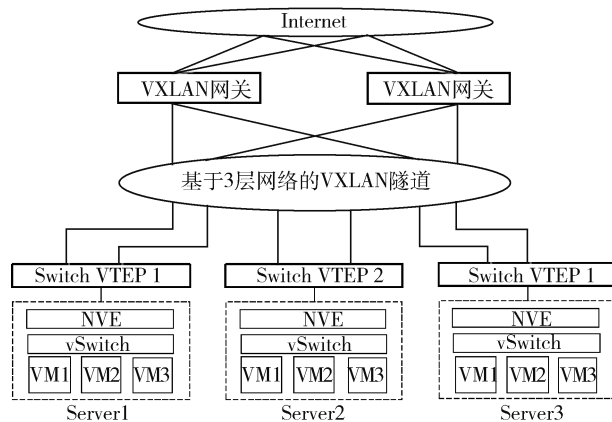 Internet
VXLAN网关
VXLAN网关
基于3层网络的VXLAN隧道
Switch VTEP 1
Switch VTEP 2
Switch VTEP 1
NVE
NVE
NVE
vSwitch
vSwitch
vSwitch
VM1 VM2 VM3
VM1 VM2 VM3
VM1 VM2 VM3
Server1
Server2
Server3